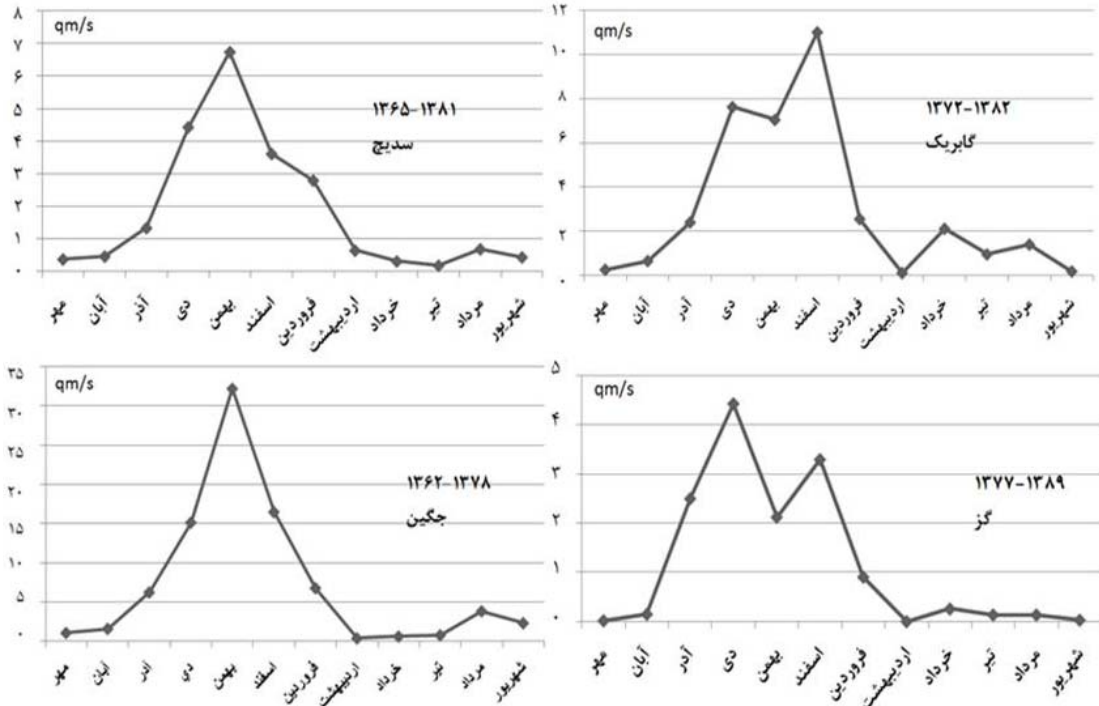 ۸
۷
۶
۵
۴
۳
۲
۱
۰
qm/s
۱۳۶۵-۱۳۸۱
سدیچ
مهر آبان آذر دی بهمن اسفند فروردین اردیبهشت خرداد تیر مرداد شهریور
۱۲
۱۰
۸
۶
۴
۲
۰
qm/s
۱۳۷۲-۱۳۸۲
گابریک
مهر آبان آذر دی بهمن اسفند فروردین اردیبهشت خرداد تیر مرداد شهریور
۳۵
۳۰
۲۵
۲۰
۱۵
۱۰
۵
۰
qm/s
۱۳۶۲-۱۳۷۸
جگین
مهر ابان اذر دي بهمن اسفند فروردین اردیبهشت خرداد تیر مرداد شهریور
۵
۴
۳
۲
۱
۰
qm/s
۱۳۷۷-۱۳۸۹
گز
مهر آبان آذر دی بهمن اسفند فروردین اردیبهشت خرداد تیر مرداد شهریور